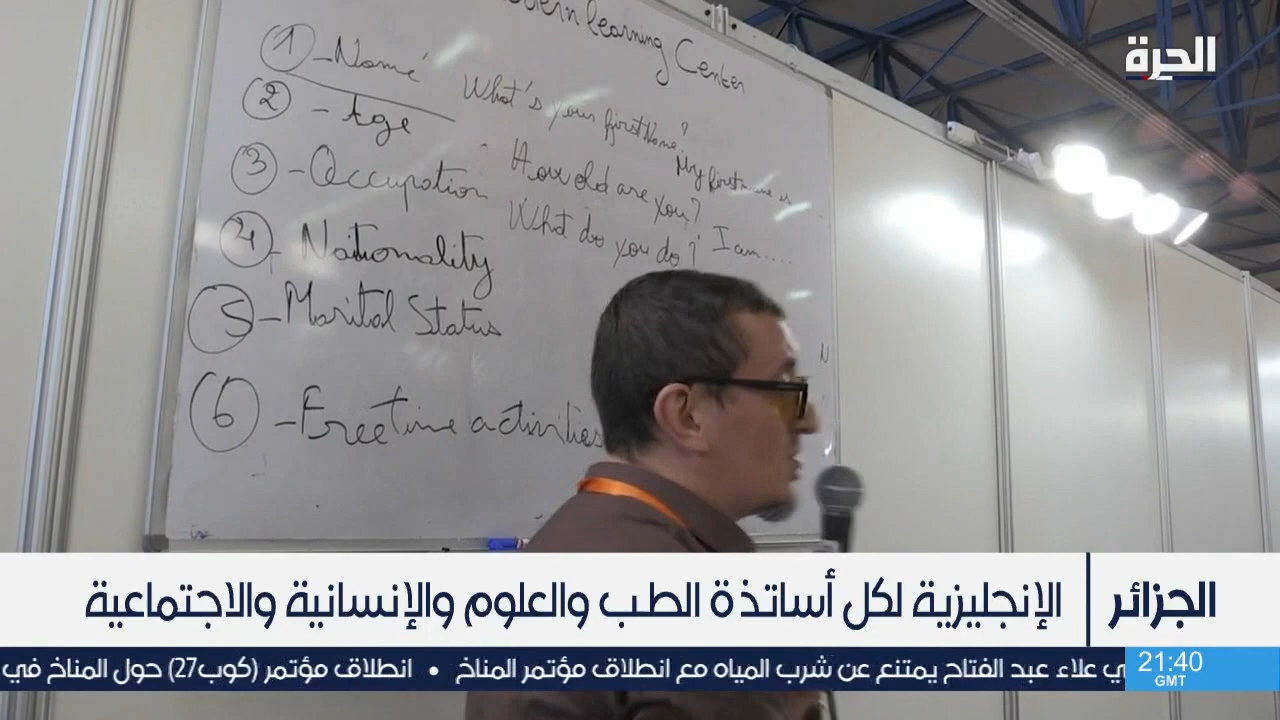 Modern learning Center
الحرة
1 - Name What's your first Name? My first name is
2 - Age How old are you? I am....
3 - Occupation What do you do?
4 - Nationality
5 - Marital Status
6 - Free time activities
الجزائر الإنجليزية لكل أساتذة الطب والعلوم والإنسانية والاجتماعية
ي علاء عبد الفتاح يمتنع عن شرب المياه مع انطلاق مؤتمر المناخ • انطلاق مؤتمر (كوب27) حول المناخ في
21:40
GMT